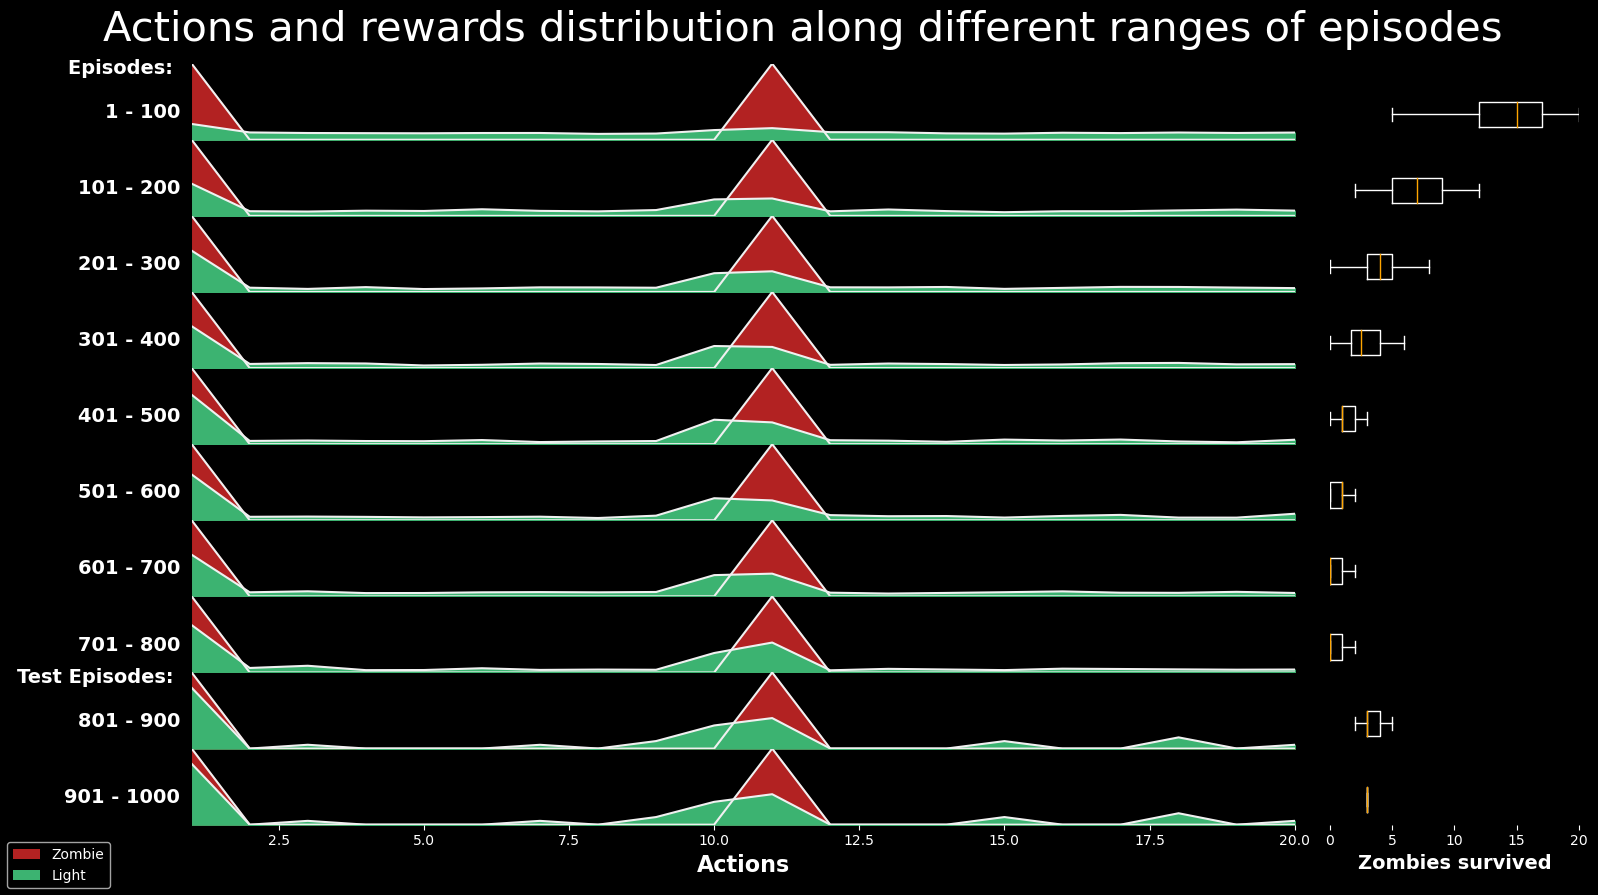 Actions and rewards distribution along different ranges of episodes
Episodes:
1 - 100
101 - 200
201 - 300
301 - 400
401 - 500
501 - 600
601 - 700
701 - 800
Test Episodes:
801 - 900
901 - 1000
2.5 5.0 7.5 10.0 12.5 15.0 17.5 20.0 0 5 10 15 20
Actions Zombies survived
Zombie
Light